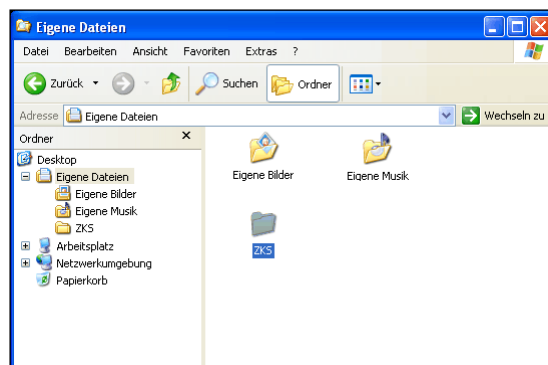 Eigene Dateien
Datei Bearbeiten Ansicht Favoriten Extras ?
Zurück Suchen Ordner
Adresse Eigene Dateien Wechseln zu
Ordner
Desktop
Eigene Dateien
Eigene Bilder
Eigene Musik
ZKS
Arbeitsplatz
Netzwerkumgebung
Papierkorb
Eigene Bilder Eigene Musik
ZKS